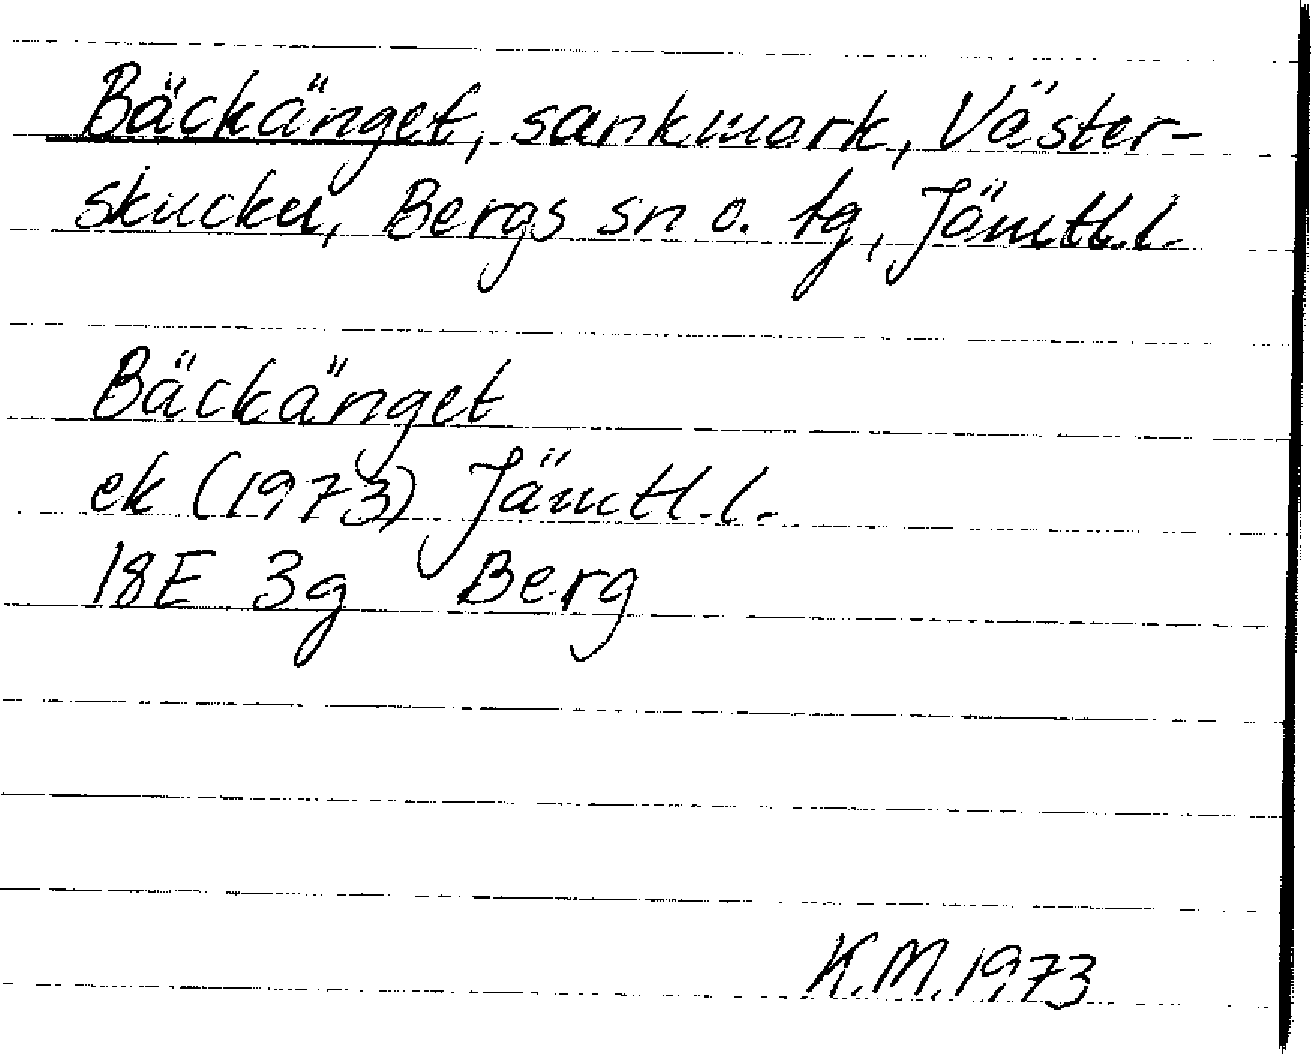 Bäckänget, sankmark, Väster-
skucku, Bergs sn o. tg, Jämtl.l.
Bäckänget
ek (1973) Jämtl.l.
18E 3g Berg
K.M. 1973